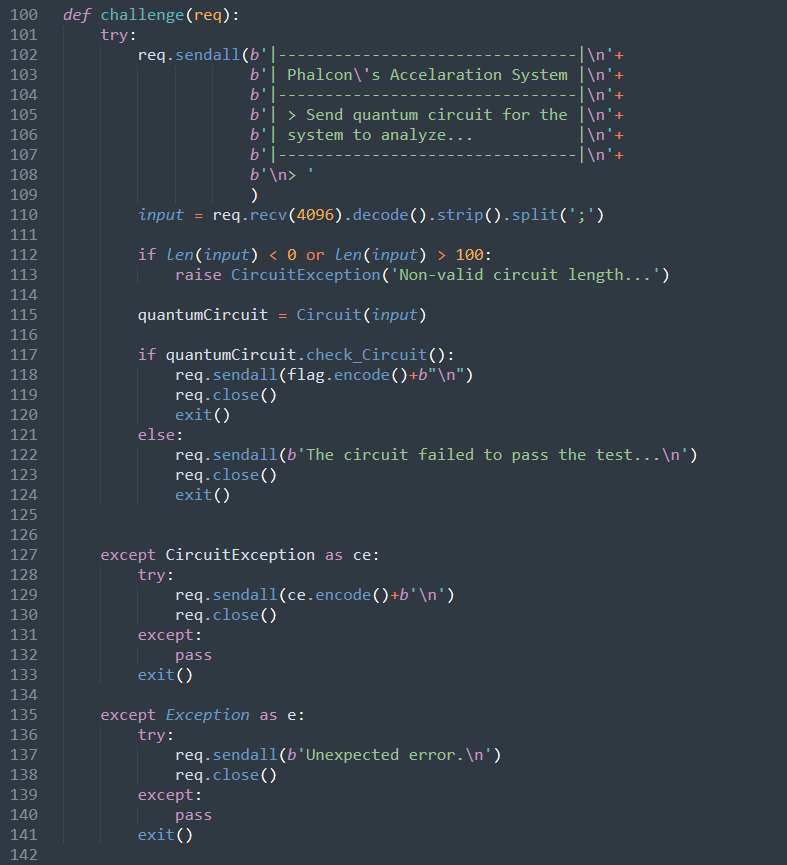 100 def challenge(req):
101     try:
102         req.sendall(b'|--------------------------------|\n'+
103                     b'| Phalcon\'s Accelaration System |\n'+
104                     b'|--------------------------------|\n'+
105                     b'| > Send quantum circuit for the |\n'+
106                     b'| system to analyze...           |\n'+
107                     b'|--------------------------------|\n'+
108                     b'\n> '
109                     )
110         input = req.recv(4096).decode().strip().split(';')
111
112         if len(input) < 0 or len(input) > 100:
113             raise CircuitException('Non-valid circuit length...')
114
115         quantumCircuit = Circuit(input)
116
117         if quantumCircuit.check_Circuit():
118             req.sendall(flag.encode()+b"\n")
119             req.close()
120             exit()
121         else:
122             req.sendall(b'The circuit failed to pass the test...\n')
123             req.close()
124             exit()
125
126
127     except CircuitException as ce:
128         try:
129             req.sendall(ce.encode()+b'\n')
130             req.close()
131         except:
132             pass
133         exit()
134
135     except Exception as e:
136         try:
137             req.sendall(b'Unexpected error.\n')
138             req.close()
139         except:
140             pass
141         exit()
142